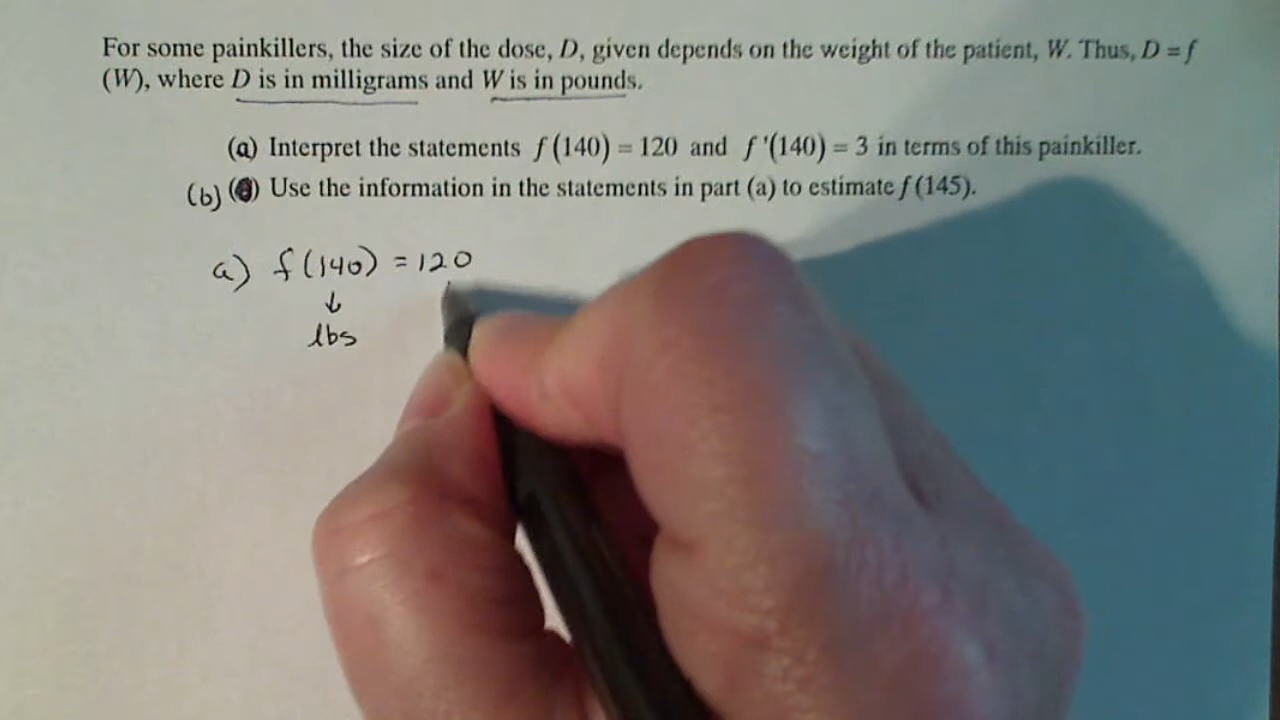 For some painkillers, the size of the dose, D, given depends on the weight of the patient, W. Thus, D = f
(W), where D is in milligrams and W is in pounds.
(a) Interpret the statements f (140) = 120 and f '(140) = 3 in terms of this painkiller.
(b) ( ) Use the information in the statements in part (a) to estimate f (145).
a) f (140) = 120
↓
lbs